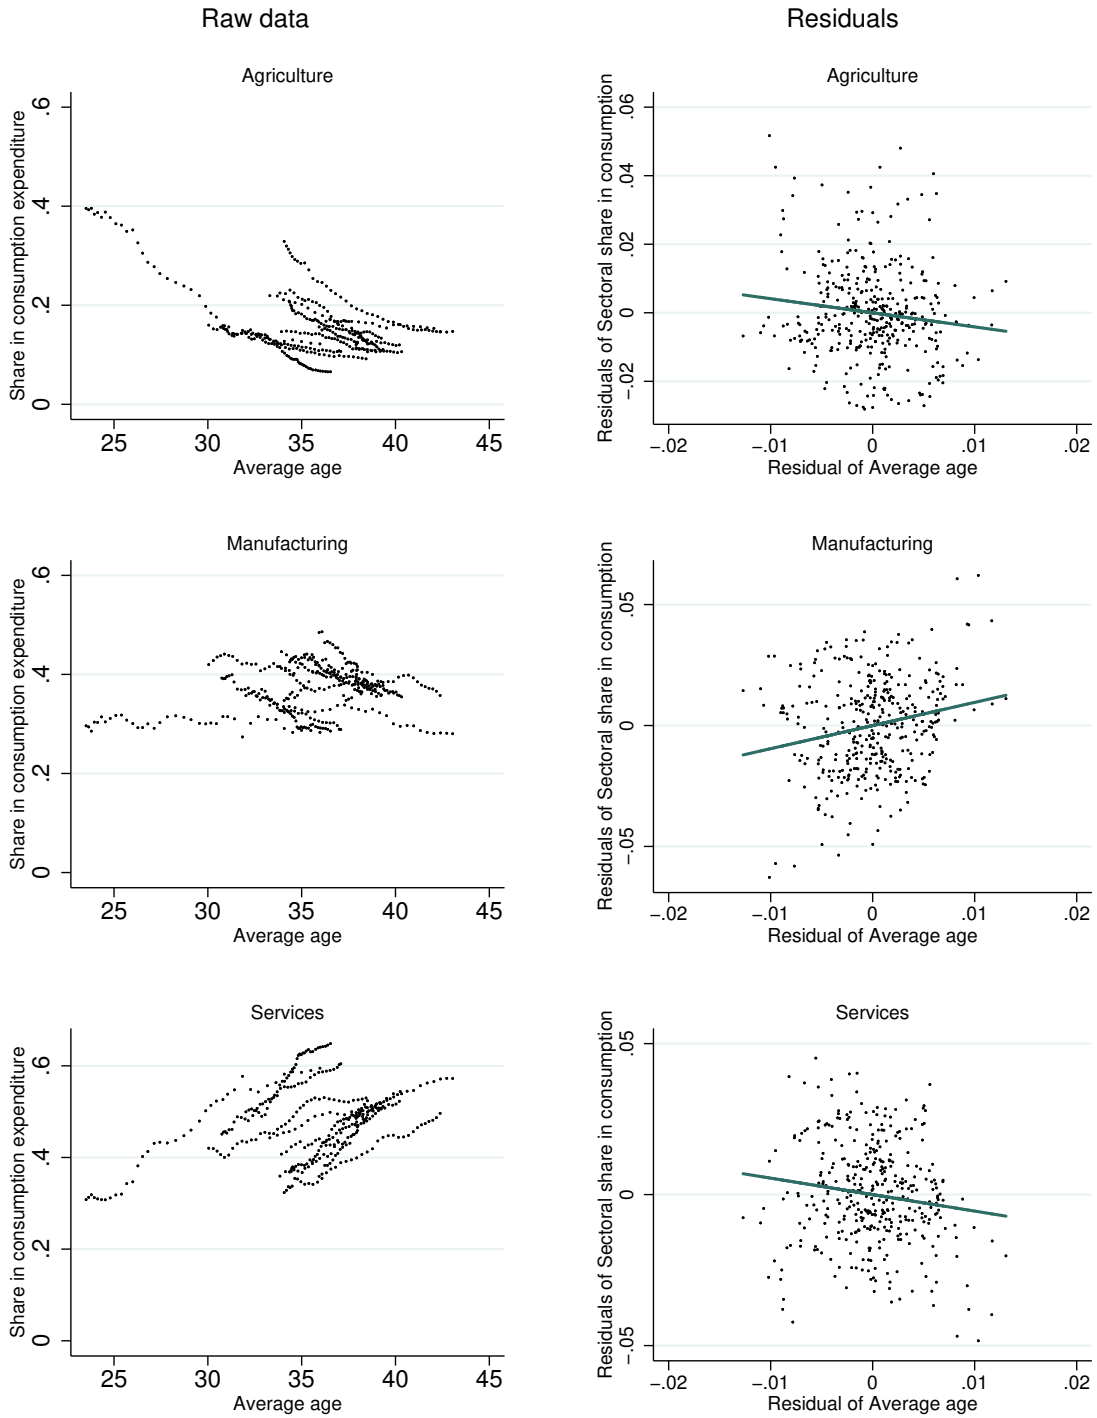 Raw data
Residuals
Agriculture
Share in consumption expenditure
.6
.4
.2
0
25 30 35 40 45
Average age
Agriculture
Residuals of Sectoral share in consumption
.06
.04
.02
0
−.02
−.02 −.01 0 .01 .02
Residual of Average age
Manufacturing
Share in consumption expenditure
.6
.4
.2
0
25 30 35 40 45
Average age
Manufacturing
Residuals of Sectoral share in consumption
.05
0
−.05
−.02 −.01 0 .01 .02
Residual of Average age
Services
Share in consumption expenditure
.6
.4
.2
0
25 30 35 40 45
Average age
Services
Residuals of Sectoral share in consumption
.05
0
−.05
−.02 −.01 0 .01 .02
Residual of Average age